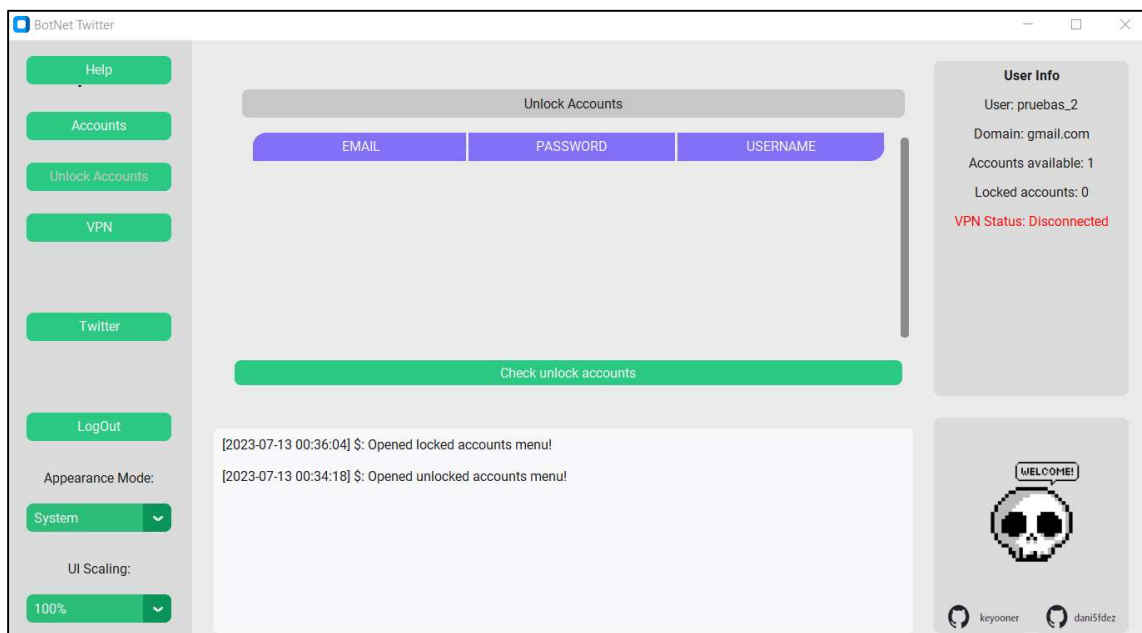 BotNet Twitter
Help
Accounts
Unlock Accounts
VPN
Twitter
LogOut
Appearance Mode:
System
UI Scaling:
100%
Unlock Accounts
EMAIL PASSWORD USERNAME
Check unlock accounts
[2023-07-13 00:36:04] $: Opened locked accounts menu!
[2023-07-13 00:34:18] $: Opened unlocked accounts menu!
User Info
User: pruebas_2
Domain: gmail.com
Accounts available: 1
Locked accounts: 0
VPN Status: Disconnected
WELCOME!
keyooner dani5fdez